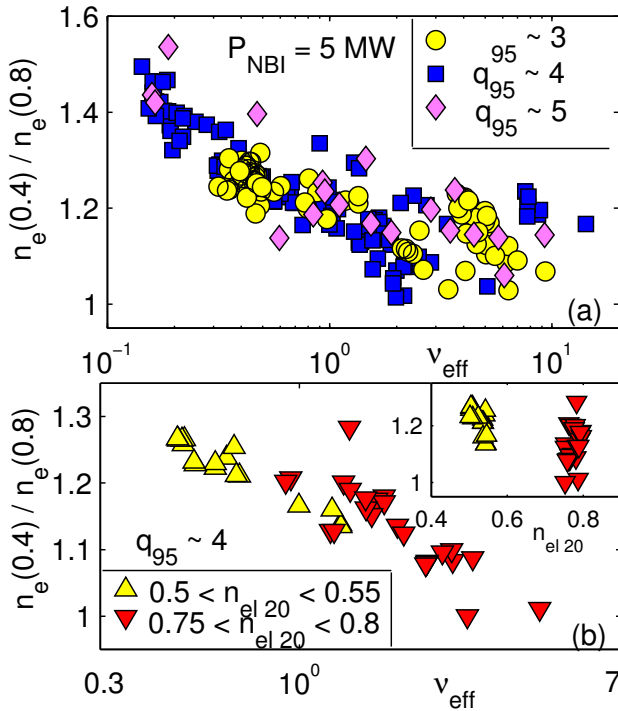 1.6
1.4
1.2
1
n_e(0.4) / n_e(0.8)
P_NBI = 5 MW
95 ~ 3
q_95 ~ 4
q_95 ~ 5
(a)
10^-1
10^0
ν_eff
10^1
1.3
1.2
1.1
1
n_e(0.4) / n_e(0.8)
1.2
1
0.4
0.6
0.8
n_el 20
q_95 ~ 4
0.5 < n_el 20 < 0.55
0.75 < n_el 20 < 0.8
(b)
0.3
10^0
ν_eff
7